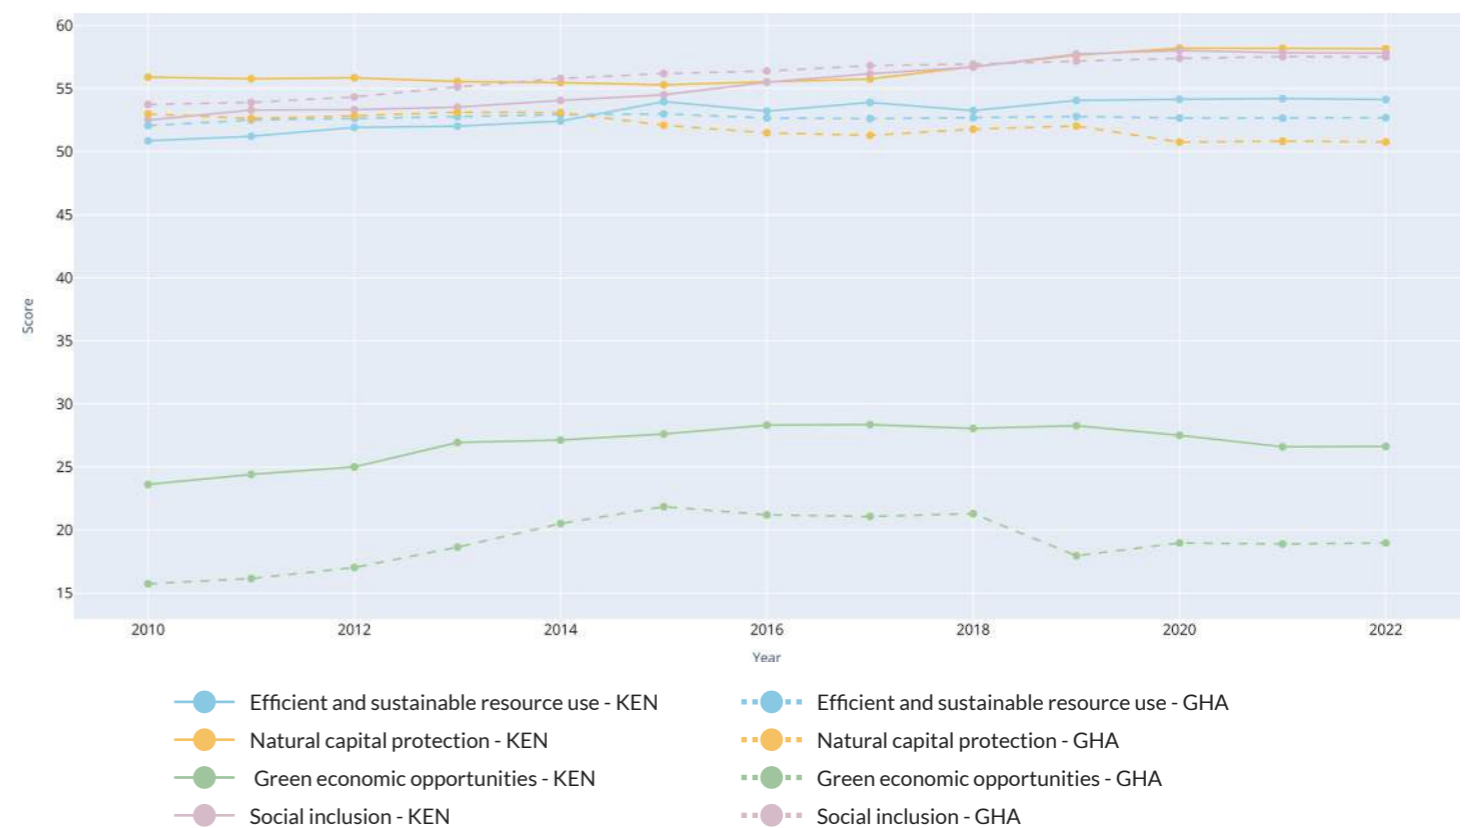 60
55
50
45
40
35
30
25
20
15
Score
2010 2012 2014 2016 2018 2020 2022
Year
Efficient and sustainable resource use - KEN
Efficient and sustainable resource use - GHA
Natural capital protection - KEN
Natural capital protection - GHA
Green economic opportunities - KEN
Green economic opportunities - GHA
Social inclusion - KEN
Social inclusion - GHA